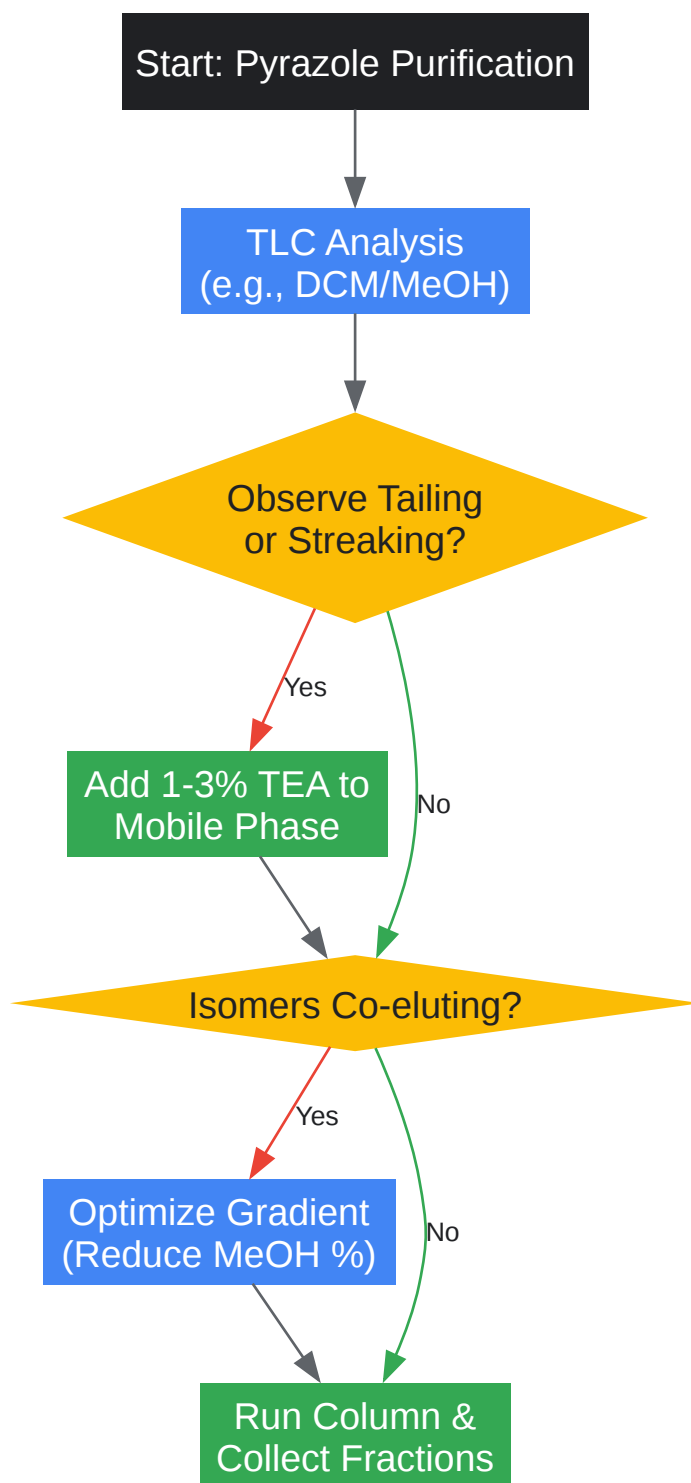 Start: Pyrazole Purification
TLC Analysis
(e.g., DCM/MeOH)
Observe Tailing
or Streaking?
Yes
Add 1-3% TEA to
Mobile Phase
No
Isomers Co-eluting?
Yes
Optimize Gradient
(Reduce MeOH %)
No
Run Column &
Collect Fractions